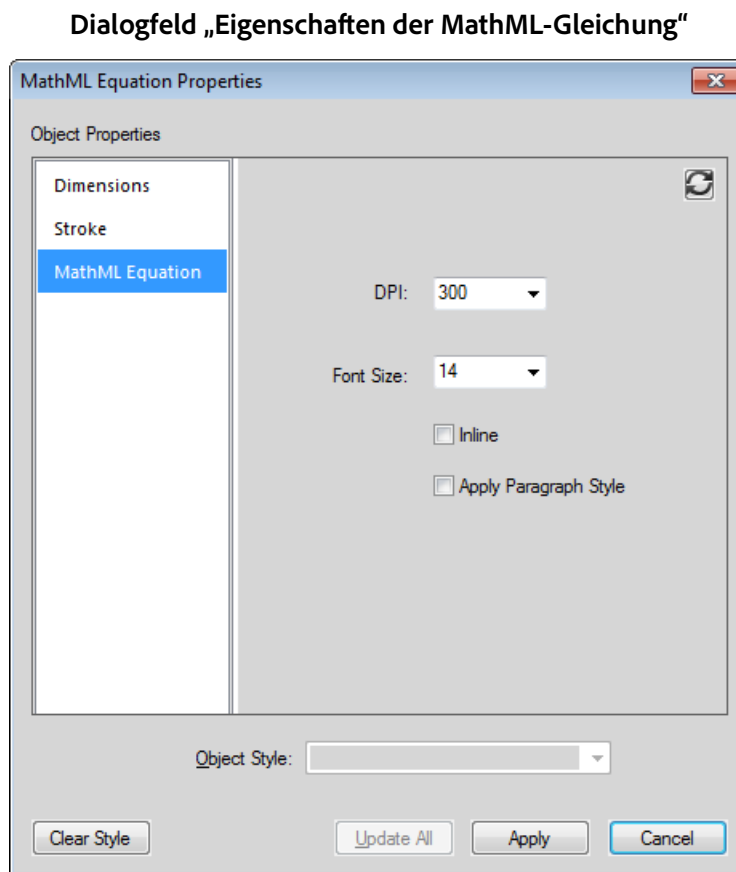 Dialogfeld „Eigenschaften der MathML-Gleichung“
MathML Equation Properties
Object Properties
Dimensions
Stroke
MathML Equation
DPI: 300
Font Size: 14
Inline
Apply Paragraph Style
Object Style:
Clear Style Update All Apply Cancel